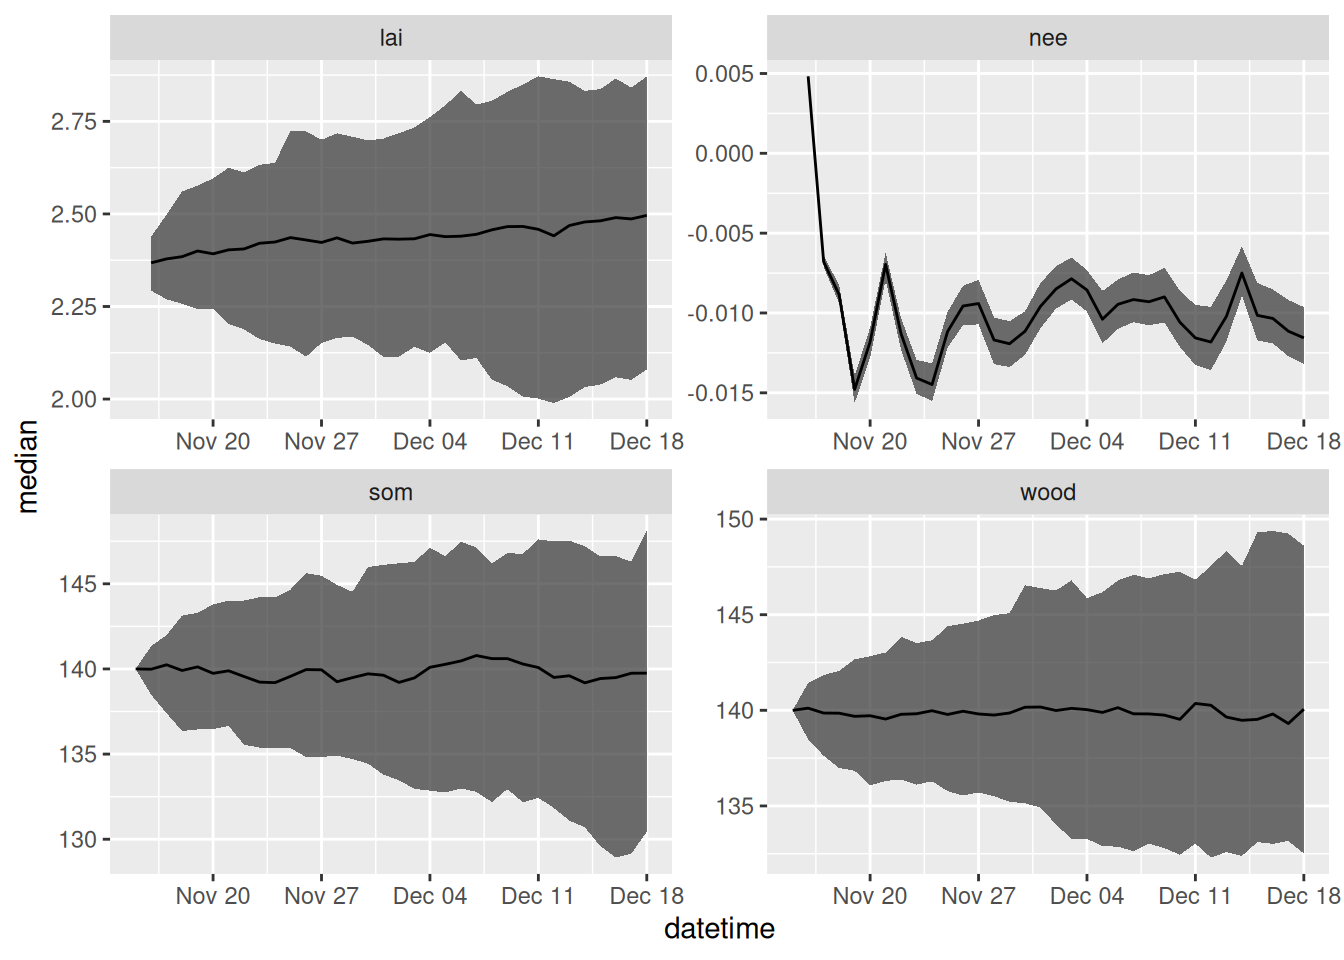 lai
nee
2.75
2.50
2.25
2.00
0.005
0.000
-0.005
-0.010
-0.015
Nov 20 Nov 27 Dec 04 Dec 11 Dec 18
Nov 20 Nov 27 Dec 04 Dec 11 Dec 18
median
som
wood
145
140
135
130
150
145
140
135
Nov 20 Nov 27 Dec 04 Dec 11 Dec 18
Nov 20 Nov 27 Dec 04 Dec 11 Dec 18
datetime